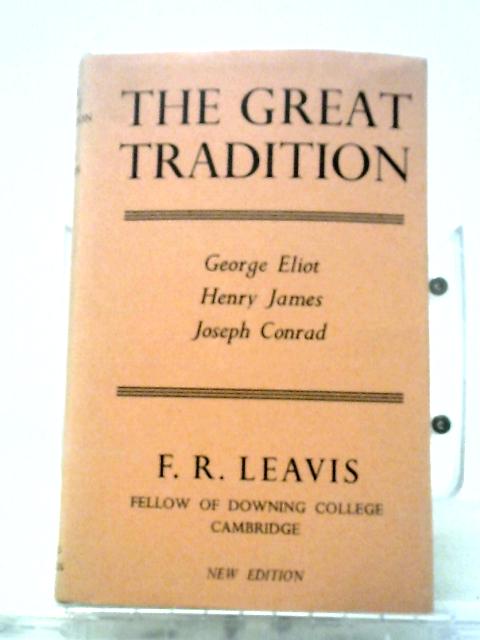 THE GREAT
TRADITION
George Eliot
Henry James
Joseph Conrad
F. R. LEAVIS
FELLOW OF DOWNING COLLEGE
CAMBRIDGE
NEW EDITION